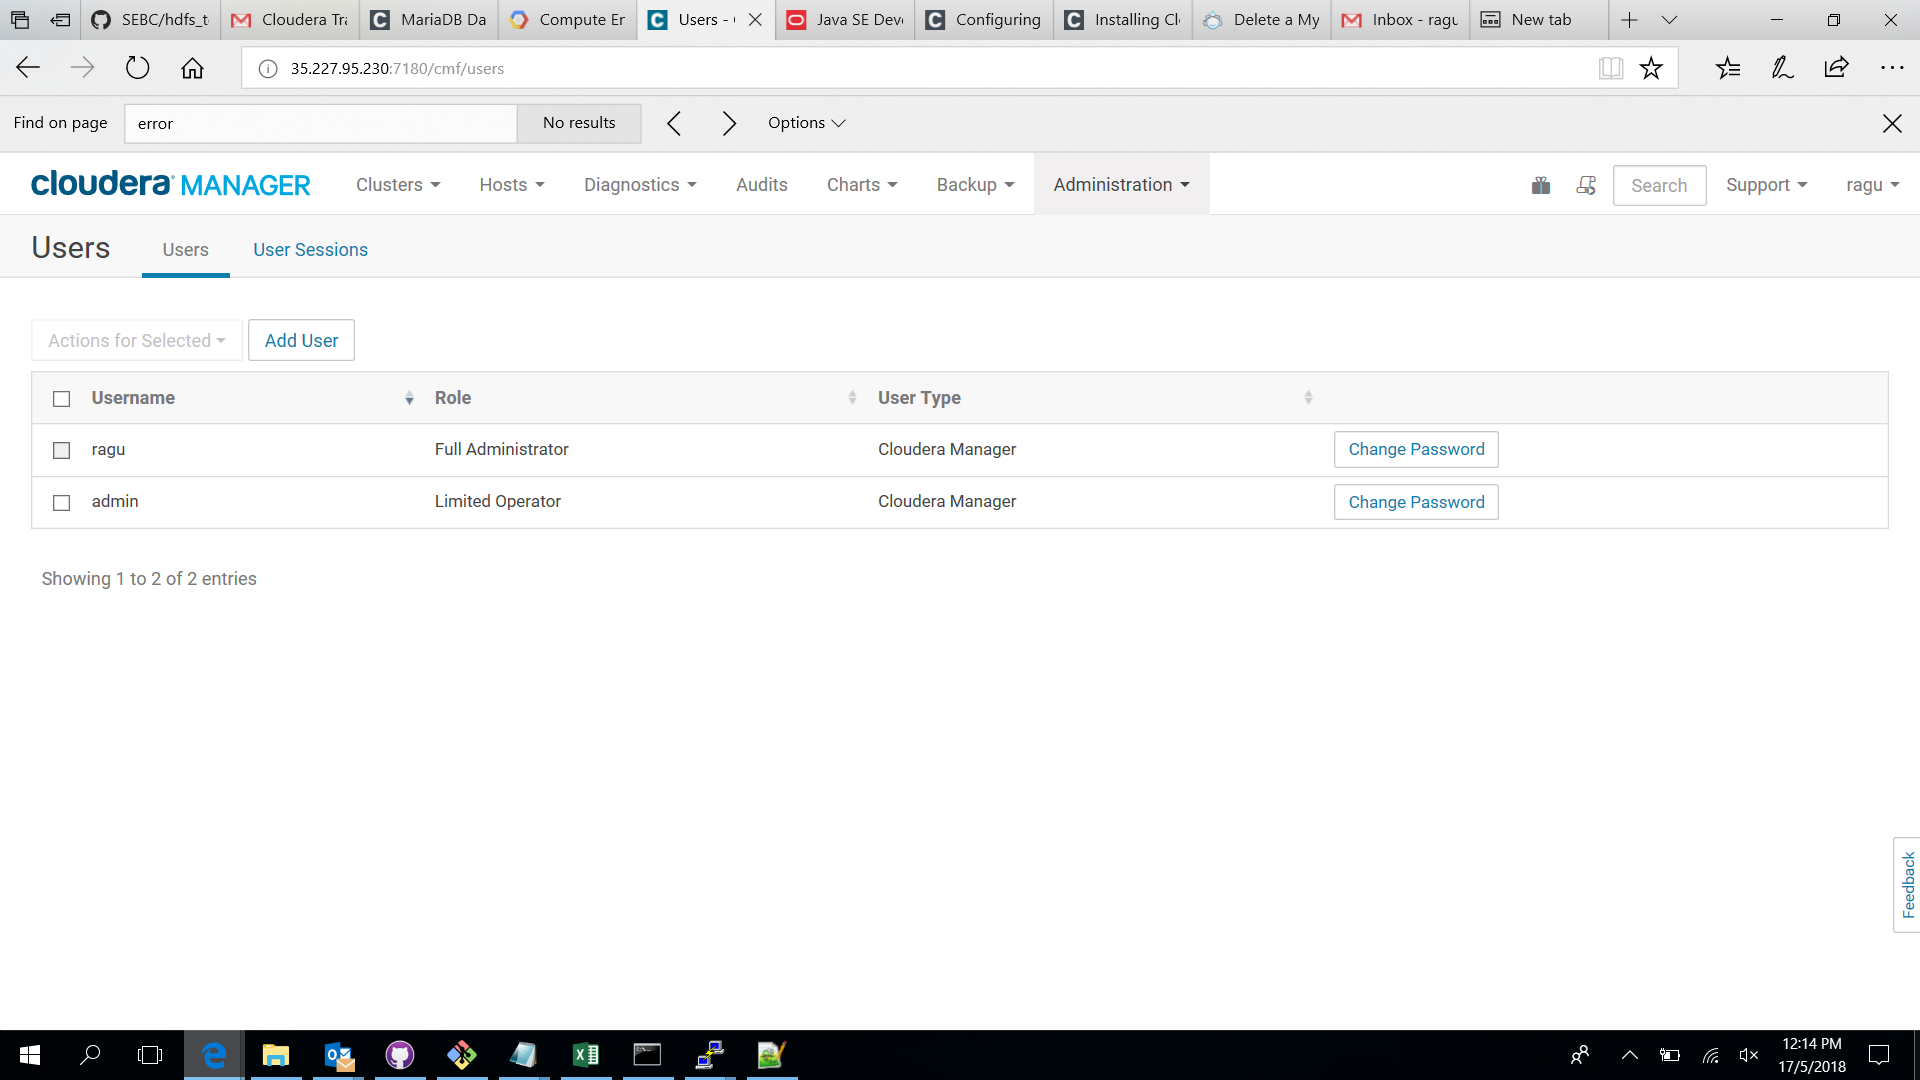 SEBC/hdfs_t
Cloudera Tra
MariaDB Da
Compute En
Users -
Java SE Deve
Configuring
Installing Cl
Delete a My
Inbox - ragu
New tab
35.227.95.230:7180/cmf/users
Find on page
error
No results
Options
cloudera MANAGER
Clusters
Hosts
Diagnostics
Audits
Charts
Backup
Administration
Search
Support
ragu
Users
Users
User Sessions
Actions for Selected
Add User
Username Role User Type
ragu Full Administrator Cloudera Manager Change Password
admin Limited Operator Cloudera Manager Change Password
Showing 1 to 2 of 2 entries
Feedback
12:14 PM
17/5/2018